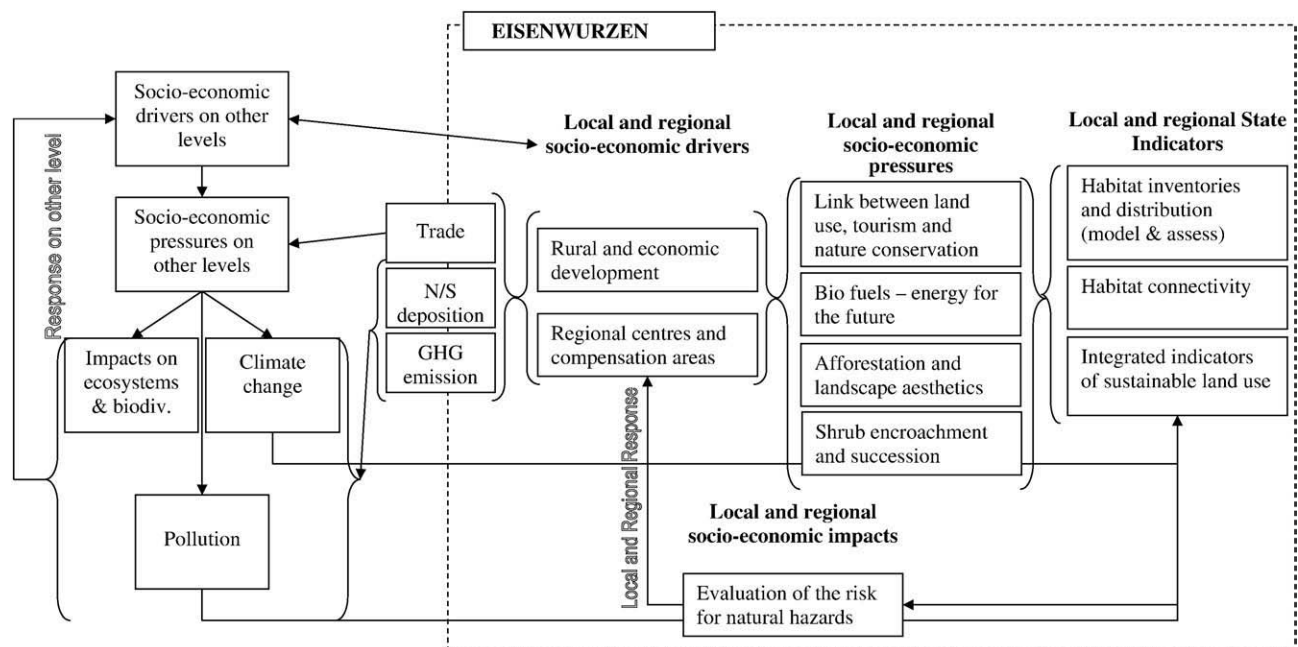 EISENWURZEN
Socio-economic
drivers on other
levels
Response on other level
Socio-economic
pressures on
other levels
Impacts on
ecosystems
& biodiv.
Climate
change
Pollution
Trade
N/S
deposition
GHG
emission
Local and regional
socio-economic drivers
Rural and economic
development
Regional centres and
compensation areas
Local and Regional Response
Local and regional
socio-economic
pressures
Link between land
use, tourism and
nature conservation
Bio fuels – energy for
the future
Afforestation and
landscape aesthetics
Shrub encroachment
and succession
Local and regional State
Indicators
Habitat inventories
and distribution
(model & assess)
Habitat connectivity
Integrated indicators
of sustainable land use
Local and regional
socio-economic impacts
Evaluation of the risk
for natural hazards